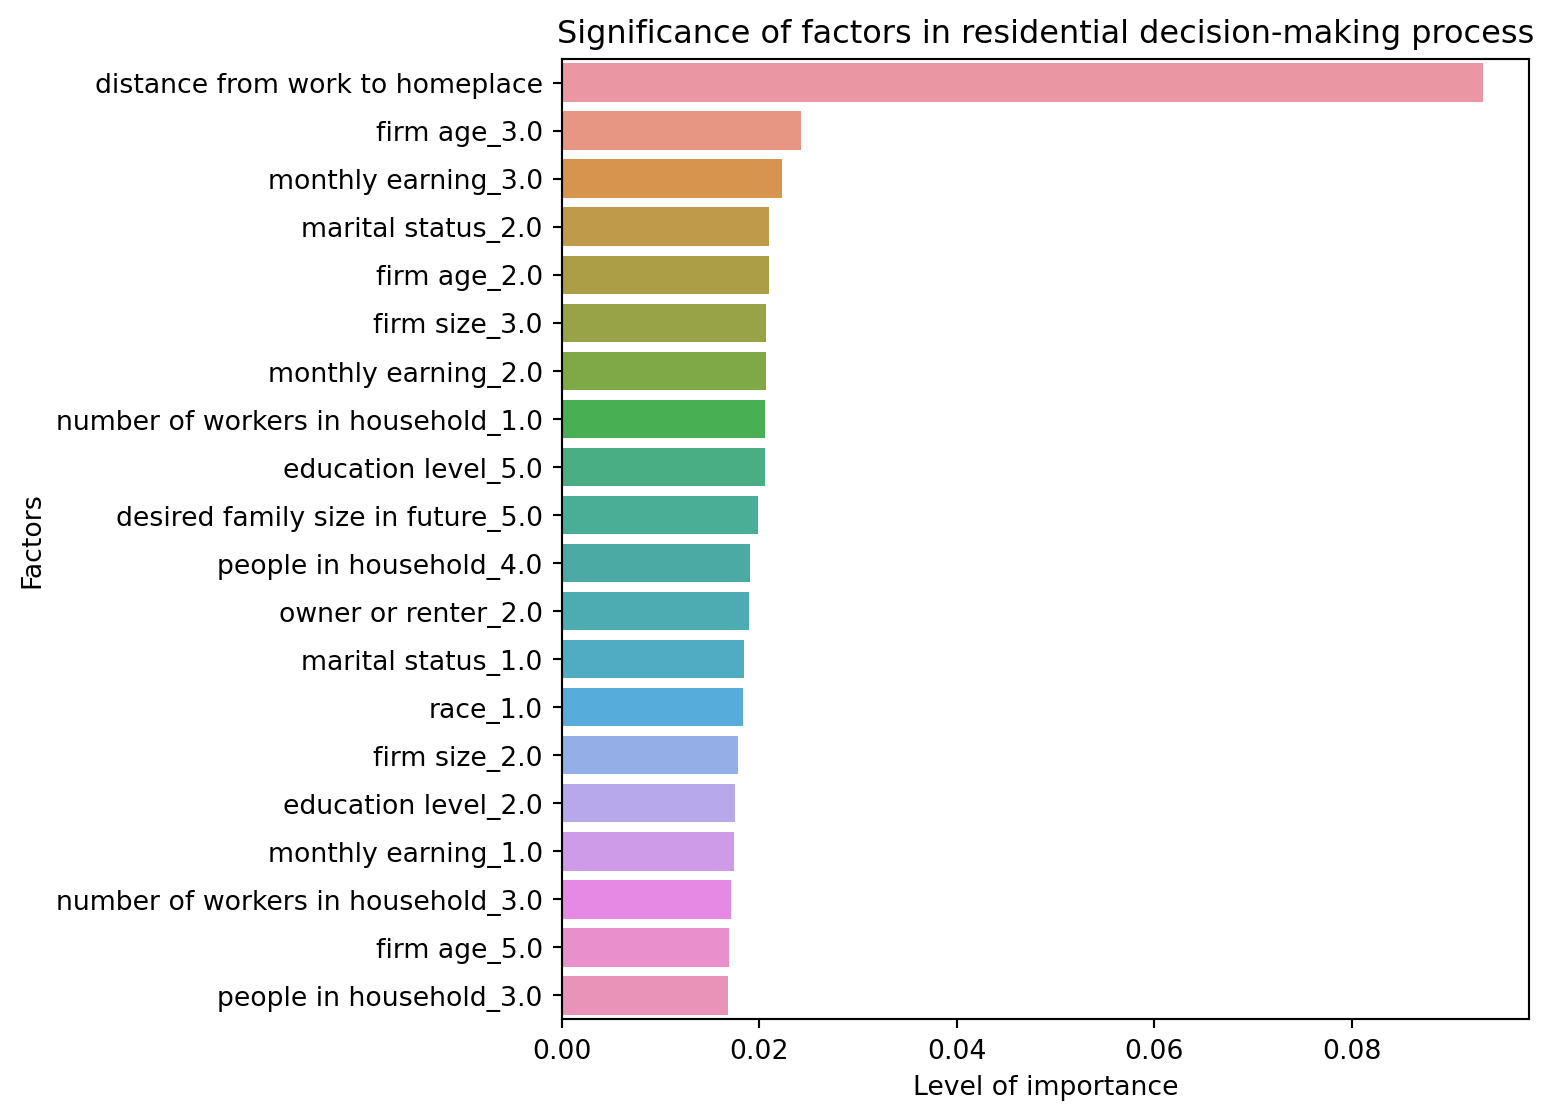 Significance of factors in residential decision-making process
distance from work to homeplace
firm age_3.0
monthly earning_3.0
marital status_2.0
firm age_2.0
firm size_3.0
monthly earning_2.0
number of workers in household_1.0
education level_5.0
desired family size in future_5.0
people in household_4.0
owner or renter_2.0
marital status_1.0
race_1.0
firm size_2.0
education level_2.0
monthly earning_1.0
number of workers in household_3.0
firm age_5.0
people in household_3.0
Factors
0.00 0.02 0.04 0.06 0.08
Level of importance